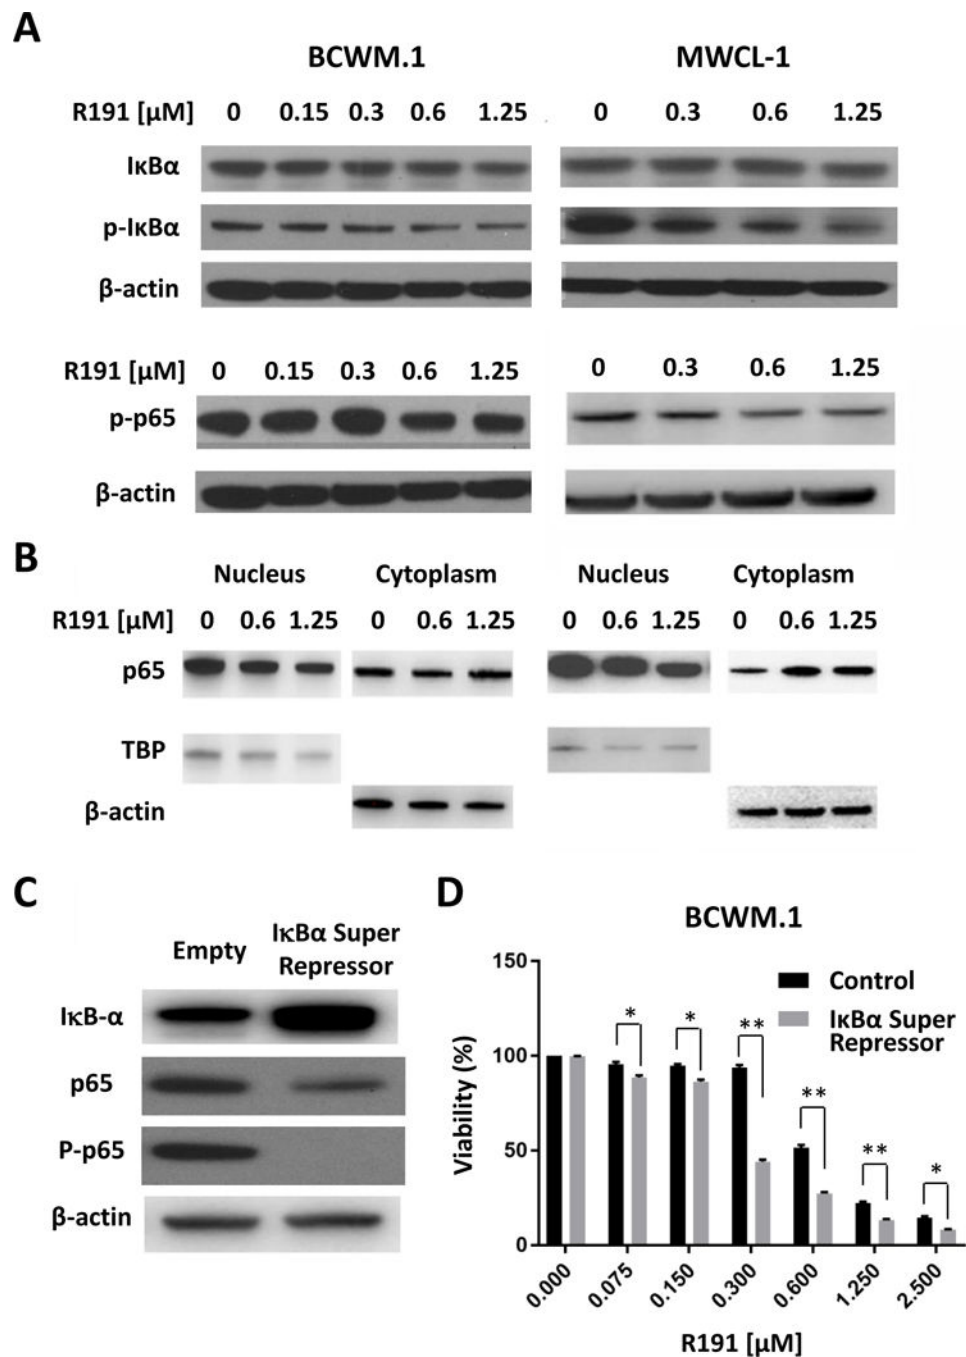 A
BCWM.1 MWCL-1
R191 [μM] 0 0.15 0.3 0.6 1.25 0 0.3 0.6 1.25
IκBα
p-IκBα
β-actin
R191 [μM] 0 0.15 0.3 0.6 1.25 0 0.3 0.6 1.25
p-p65
β-actin
B
Nucleus Cytoplasm Nucleus Cytoplasm
R191 [μM] 0 0.6 1.25 0 0.6 1.25 0 0.6 1.25 0 0.6 1.25
p65
TBP
β-actin
C
Empty IκBα Super
Repressor
IκB-α
p65
P-p65
β-actin
D
BCWM.1
Control
IκBα Super
Repressor
Viability (%)
150
100
50
0
* * ** ** ** *
0.000 0.075 0.150 0.300 0.600 1.250 2.500
R191 [μM]